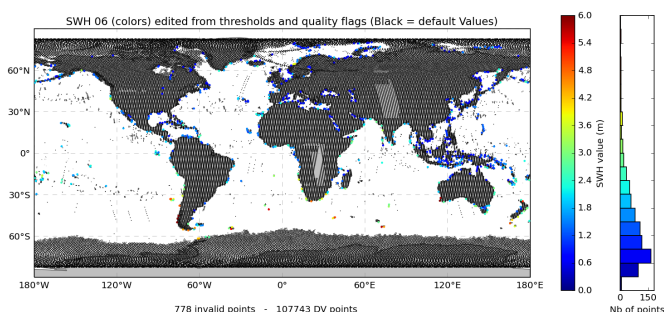 SWH 06 (colors) edited from thresholds and quality flags (Black = default Values)
60°N
30°N
0°
30°S
60°S
180°W
120°W
60°W
0°
60°E
120°E
180°E
6.0
5.4
4.8
4.2
3.6
3.0
2.4
1.8
1.2
0.6
0.0
SWH value (m)
0
150
Nb of points
778 invalid points - 107743 DV points